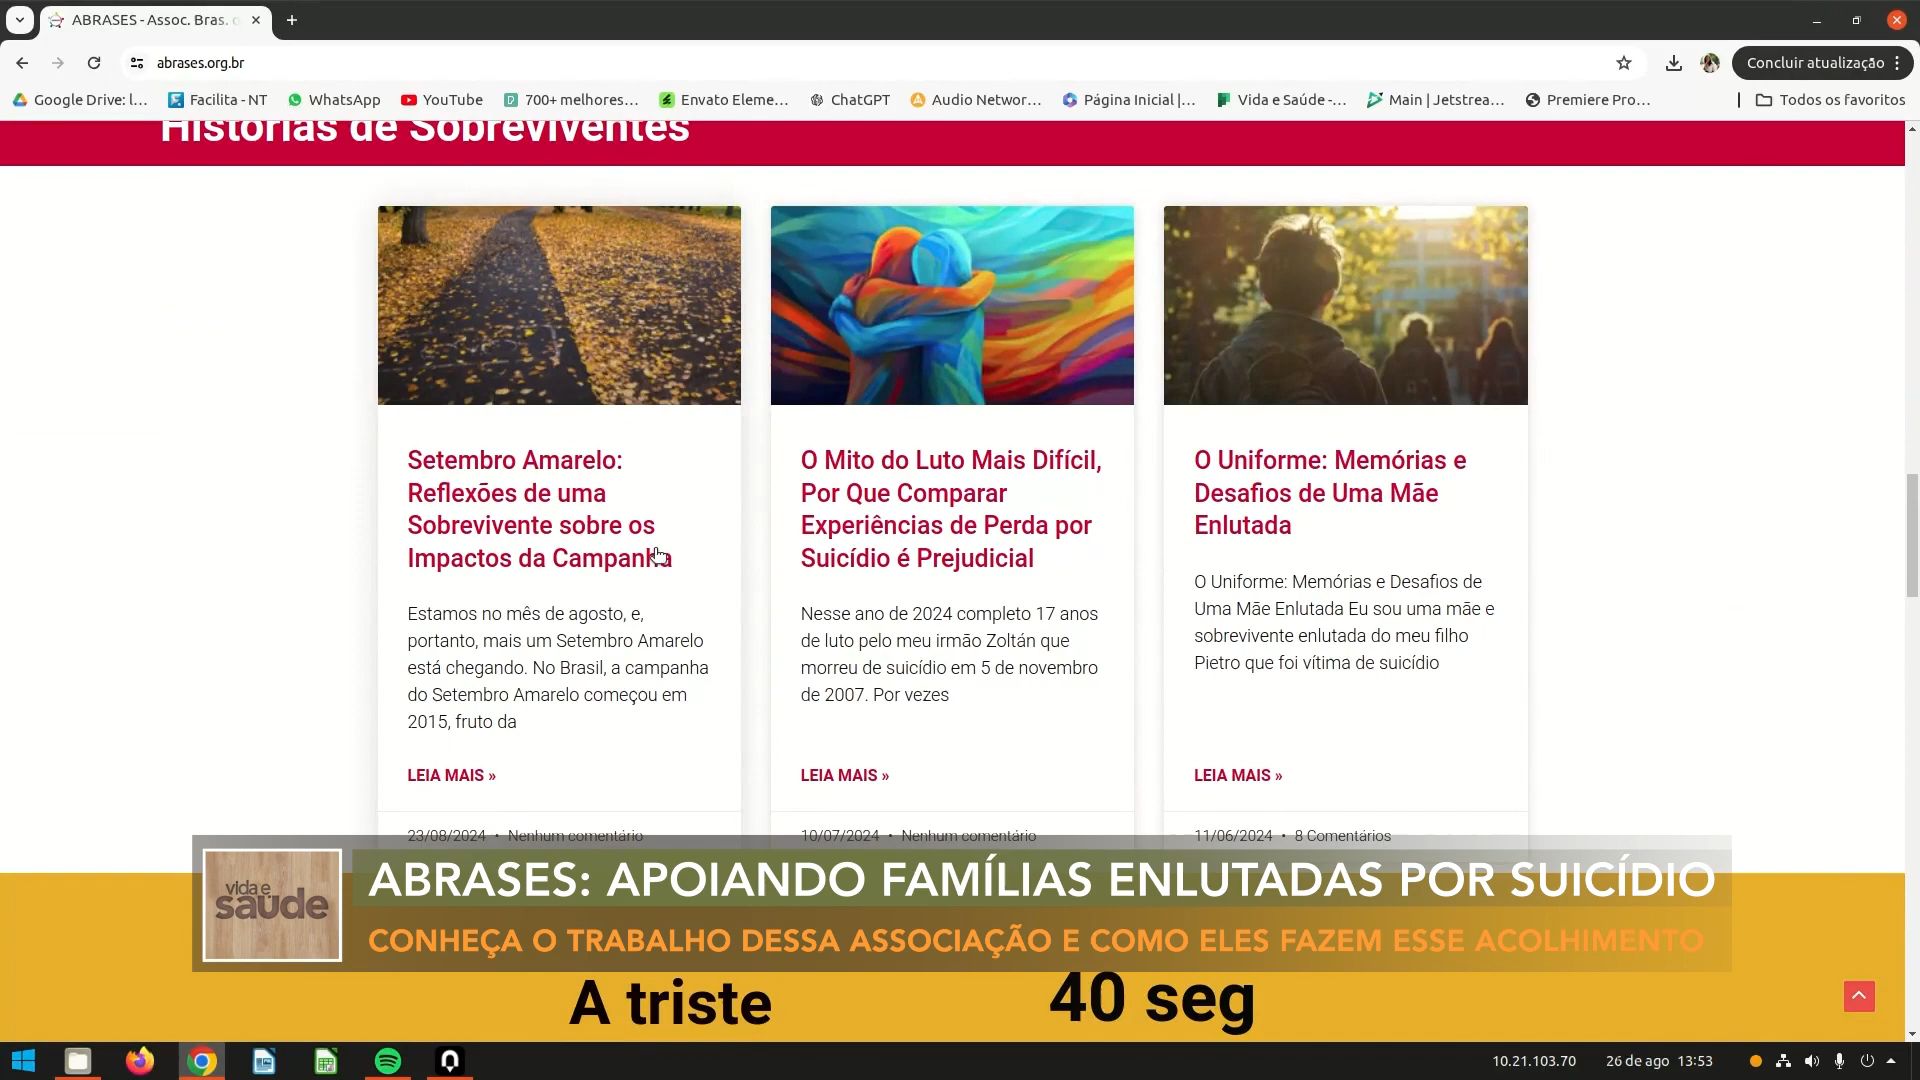 ABRASES - Assoc. Bras.
abrases.org.br
Concluir atualização
Google Drive: l...
Facilita - NT
WhatsApp
YouTube
700+ melhores...
Envato Eleme...
ChatGPT
Audio Networ...
Página Inicial |...
Vida e Saúde -...
Main | Jetstrea...
Premiere Pro...
Todos os favoritos
Histórias de Sobreviventes
Setembro Amarelo:
Reflexões de uma
Sobrevivente sobre os
Impactos da Campanha
Estamos no mês de agosto, e,
portanto, mais um Setembro Amarelo
está chegando. No Brasil, a campanha
do Setembro Amarelo começou em
2015, fruto da
LEIA MAIS »
23/08/2024 • Nenhum comentário
O Mito do Luto Mais Difícil,
Por Que Comparar
Experiências de Perda por
Suicídio é Prejudicial
Nesse ano de 2024 completo 17 anos
de luto pelo meu irmão Zoltán que
morreu de suicídio em 5 de novembro
de 2007. Por vezes
LEIA MAIS »
10/07/2024 • Nenhum comentário
O Uniforme: Memórias e
Desafios de Uma Mãe
Enlutada
O Uniforme: Memórias e Desafios de
Uma Mãe Enlutada Eu sou uma mãe e
sobrevivente enlutada do meu filho
Pietro que foi vítima de suicídio
LEIA MAIS »
11/06/2024 • 8 Comentários
vida e
saúde
ABRASES: APOIANDO FAMÍLIAS ENLUTADAS POR SUICÍDIO
CONHEÇA O TRABALHO DESSA ASSOCIAÇÃO E COMO ELES FAZEM ESSE ACOLHIMENTO
A triste
40 seg
10.21.103.70
26 de ago 13:53